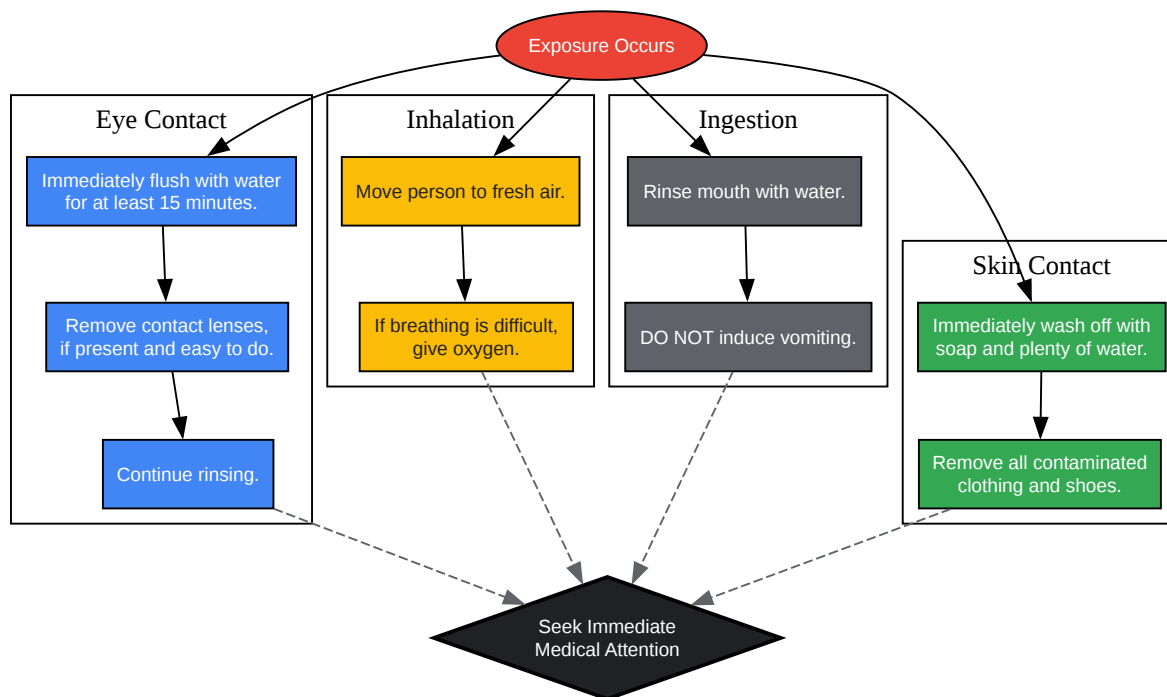 Exposure Occurs
Eye Contact
Immediately flush with water
for at least 15 minutes.
Remove contact lenses,
if present and easy to do.
Continue rinsing.
Inhalation
Move person to fresh air.
If breathing is difficult,
give oxygen.
Ingestion
Rinse mouth with water.
DO NOT induce vomiting.
Skin Contact
Immediately wash off with
soap and plenty of water.
Remove all contaminated
clothing and shoes.
Seek Immediate
Medical Attention